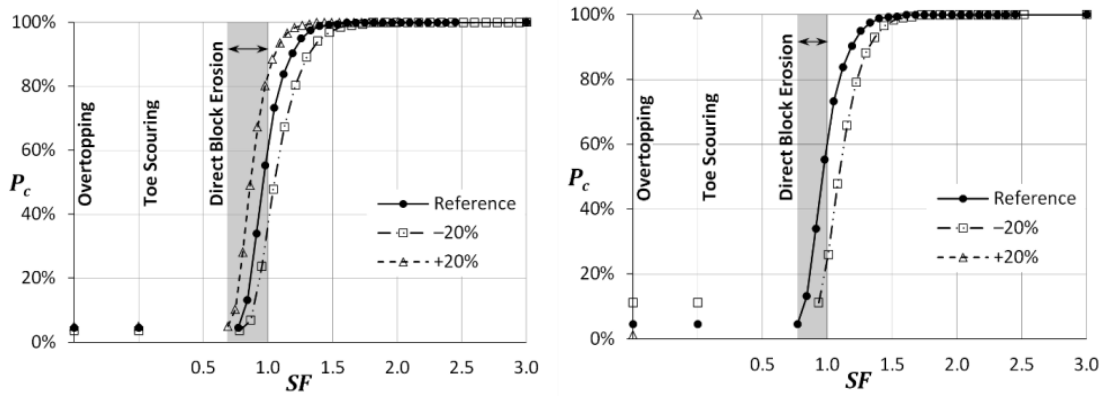 100%
80%
60%
P_c
40%
20%
0%
Overtopping
Toe Scouring
Direct Block Erosion
Reference
−20%
+20%
0.5 1.0 1.5 2.0 2.5 3.0
SF
100%
80%
60%
P_c
40%
20%
0%
Overtopping
Toe Scouring
Direct Block Erosion
Reference
−20%
+20%
0.5 1.0 1.5 2.0 2.5 3.0
SF